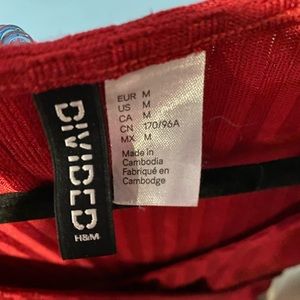 DIVIDED
H&M
EUR M
US M
CA M
CN 170/96A
MX M
Made in
Cambodia
Fabriqué en
Cambodge